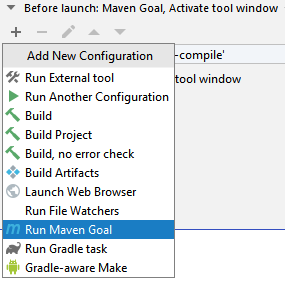 Before launch: Maven Goal, Activate tool window
Add New Configuration
-compile'
Run External tool
tool window
Run Another Configuration
Build
Build Project
Build, no error check
Build Artifacts
Launch Web Browser
Run File Watchers
Run Maven Goal
Run Gradle task
Gradle-aware Make